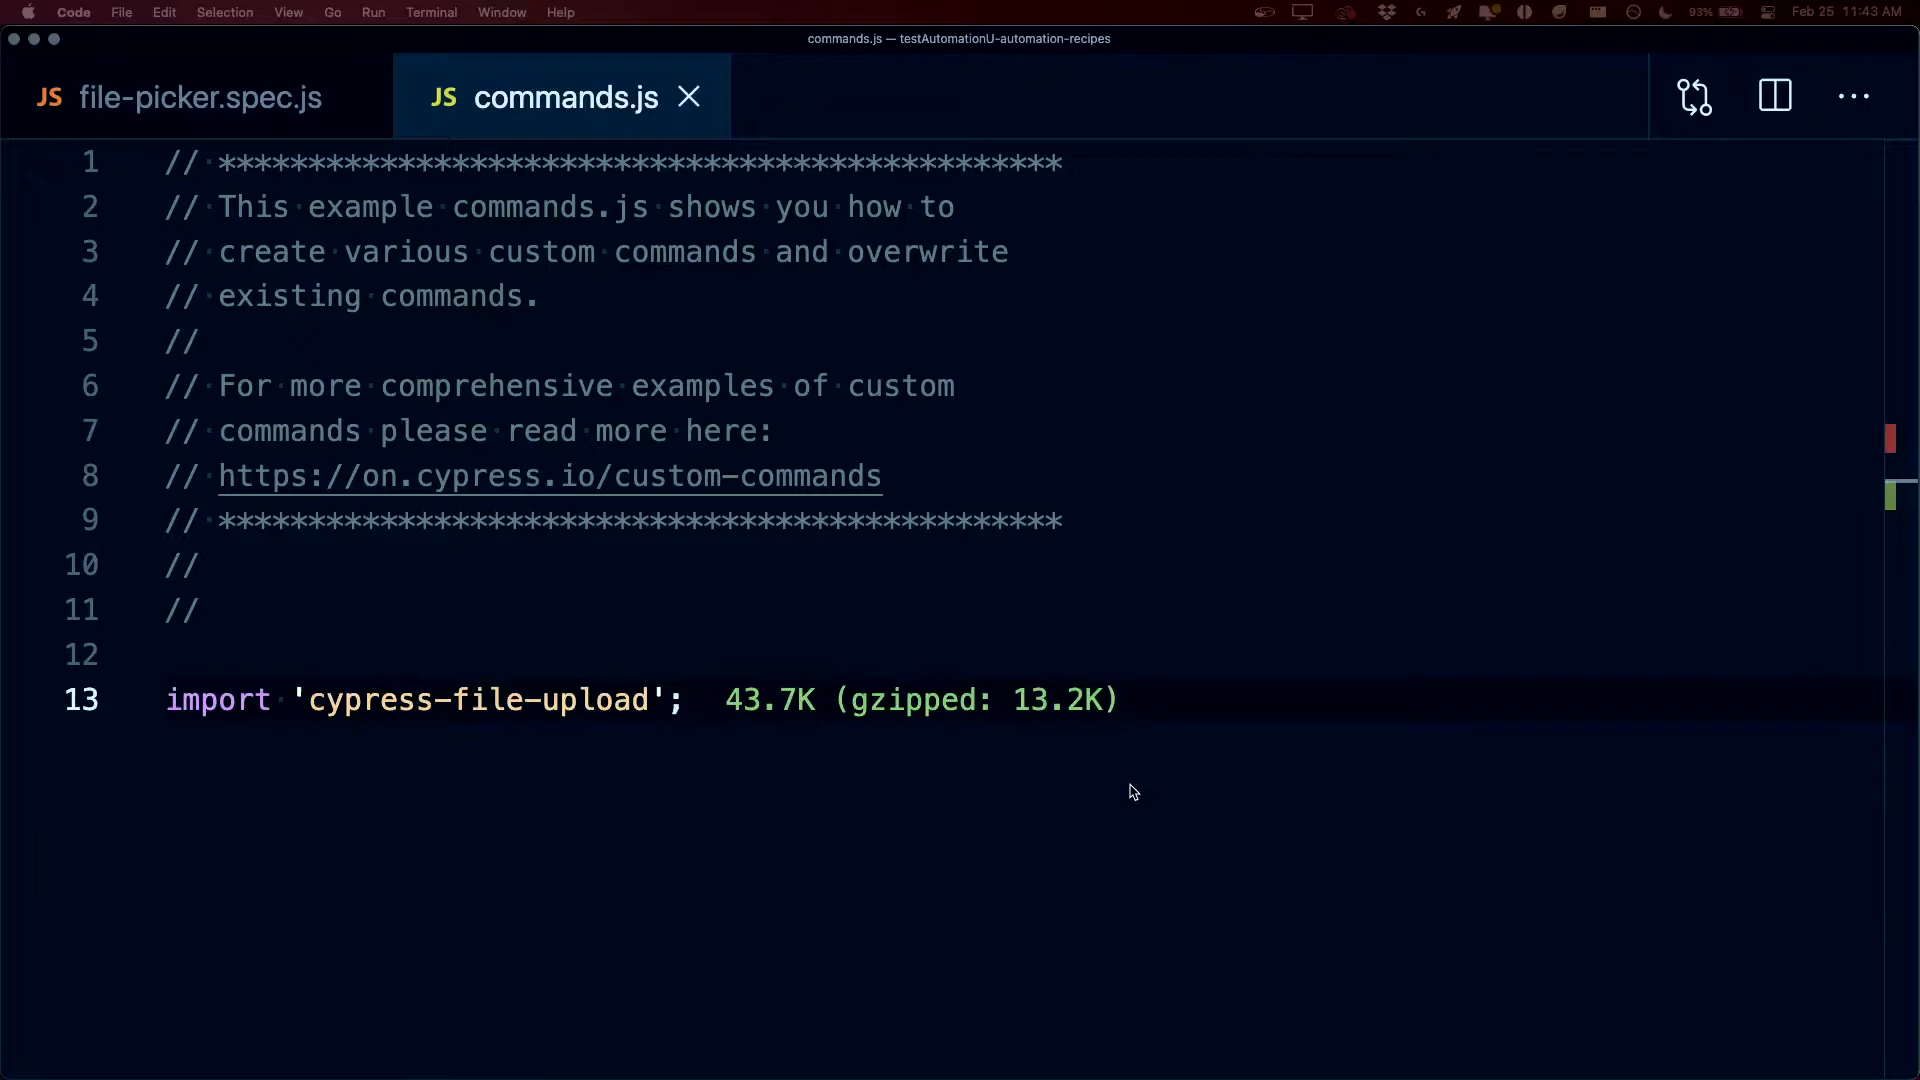 Code File Edit Selection View Go Run Terminal Window Help 93% Feb 25 11:43 AM
commands.js — testAutomationU-automation-recipes
JS file-picker.spec.js JS commands.js
1 // ***********************************************
2 // This example commands.js shows you how to
3 // create various custom commands and overwrite
4 // existing commands.
5 //
6 // For more comprehensive examples of custom
7 // commands please read more here:
8 // https://on.cypress.io/custom-commands
9 // ***********************************************
10 //
11 //
12
13 import 'cypress-file-upload'; 43.7K (gzipped: 13.2K)